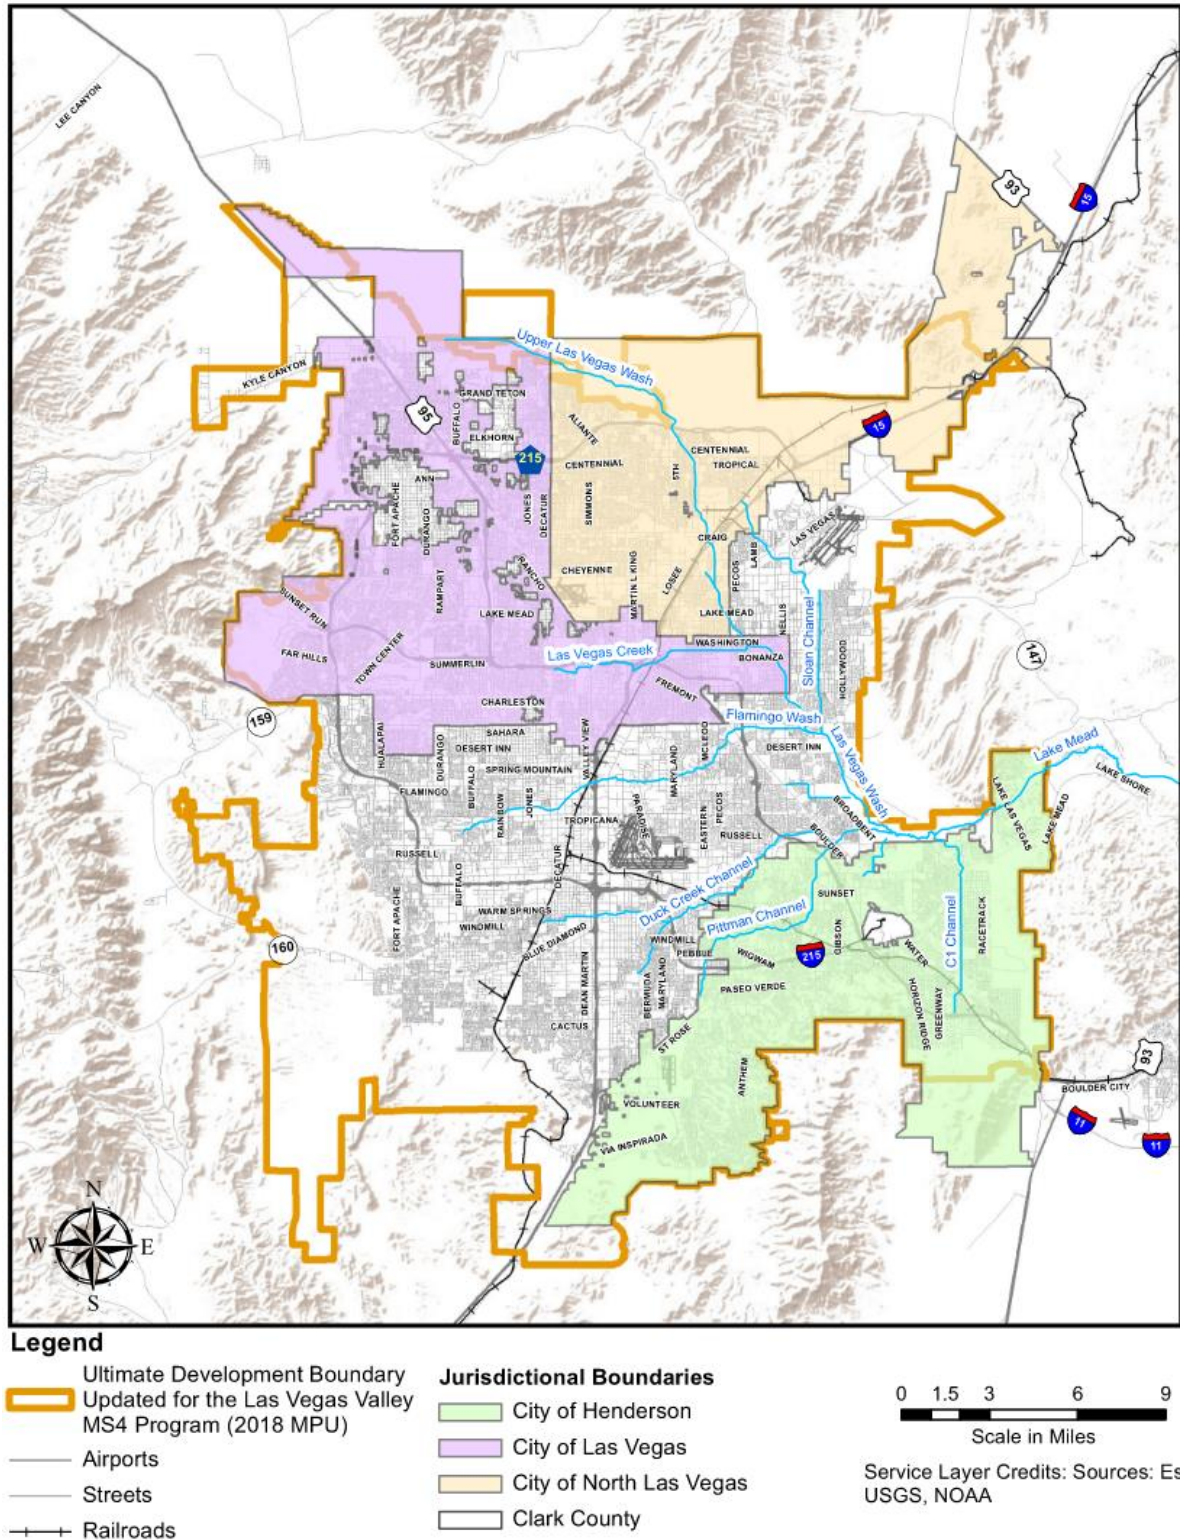 LEE CANYON
93
15
KYLE CANYON
Upper Las Vegas Wash
GRAND TETON
95
BUFFALO
ELKHORN
ALIANTE
15
215
CENTENNIAL
CENTENNIAL
TROPICAL
5TH
ANN
FORT APACHE
DURANGO
JONES
DECATUR
SIMMONS
LAS VEGAS
CRAIG
LAMB
PECOS
RANCHO
CHEYENNE
MARTIN L KING
LOSEE
RAMPART
SUNSET RUN
LAKE MEAD
LAKE MEAD
NELLIS
Sloan Channel
HOLLYWOOD
147
FAR HILLS
TOWN CENTER
SUMMERLIN
Las Vegas Creek
WASHINGTON
BONANZA
FREMONT
159
CHARLESTON
Flamingo Wash
HUALAPAI
SAHARA
DURANGO
DESERT INN
VALLEY VIEW
MARYLAND
MCLEOD
DESERT INN
Las Vegas Wash
Lake Mead
LAKE SHORE
SPRING MOUNTAIN
BUFFALO
FLAMINGO
RAINBOW
JONES
TROPICANA
PARADISE
EASTERN
PECOS
RUSSELL
BROADBENT
BOULDER
LAKE LAS VEGAS
LAKE MEAD
RUSSELL
DECATUR
BUFFALO
FORT APACHE
WARM SPRINGS
WINDMILL
BLUE DIAMOND
Duck Creek Channel
Pittman Channel
SUNSET
GIBSON
WATER
C1 Channel
RACETRACK
160
WINDMILL
PEBBLE
WIGWAM
215
DEAN MARTIN
BERMUDA
MARYLAND
PASEO VERDE
HORIZON RIDGE
GREENWAY
CACTUS
ST ROSE
ANTHEM
93
BOULDER CITY
VOLUNTEER
11
11
VIA INSPIRADA
N
W E
S
Legend
Ultimate Development Boundary
Updated for the Las Vegas Valley
MS4 Program (2018 MPU)
Airports
Streets
Railroads
Jurisdictional Boundaries
City of Henderson
City of Las Vegas
City of North Las Vegas
Clark County
0 1.5 3 6 9
Scale in Miles
Service Layer Credits: Sources: Es
USGS, NOAA